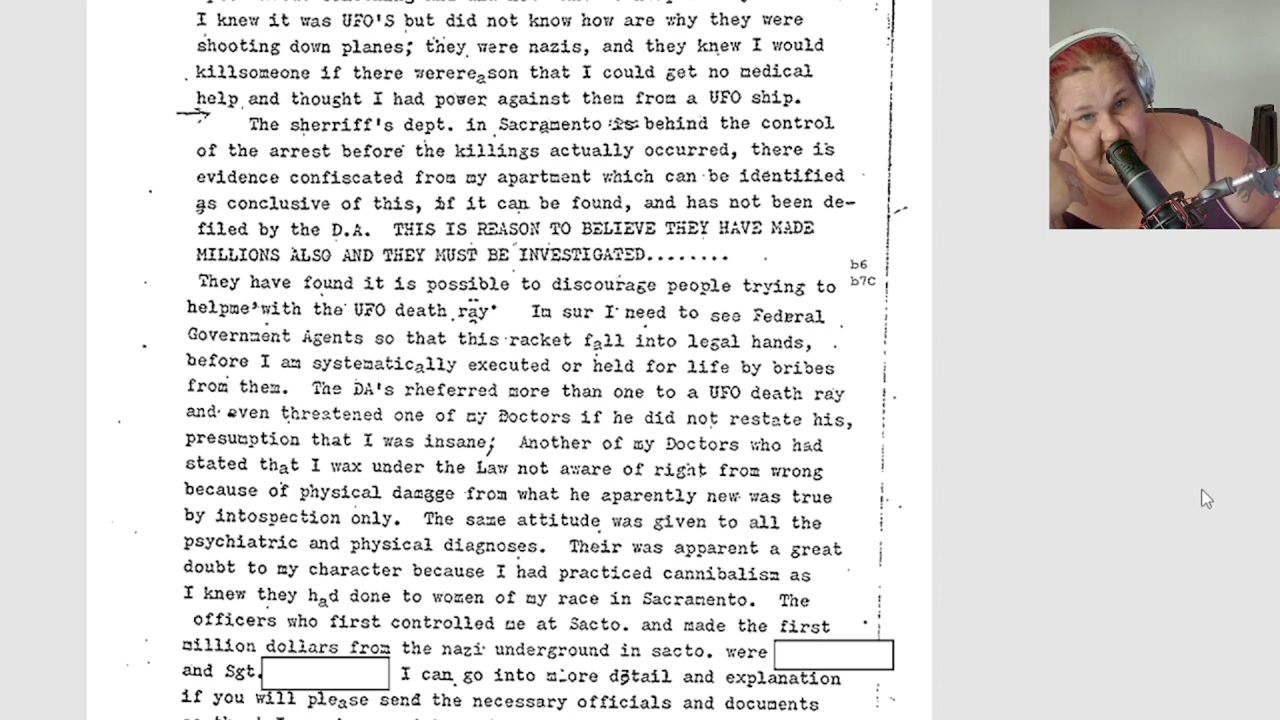 I knew it was UFO'S but did not know how are why they were
shooting down planes; they were nazis, and they knew I would
killsomeone if there wererea̱son that I could get no medical
help and thought I had power against them from a UFO ship.
The sherriff's dept. in Sacramento is behind the control
of the arrest before the killings actually occurred, there is
evidence confiscated from my apartment which can be identified
as conclusive of this, if it can be found, and has not been de-
filed by the D.A. THIS IS REASON TO BELIEVE THEY HAVE MADE
MILLIONS ALSO AND THEY MUST BE INVESTIGATED........
b6
b7C
They have found it is possible to discourage people trying to
helpme'with the UFO death ray" Im sur I need to see Federal
Government Agents so that this racket fall into legal hands,
before I am systematically executed or held for life by bribes
from them. The DA's rheferred more than one to a UFO death ray
and even threatened one of my Doctors if he did not restate his,
presumption that I was insane; Another of my Doctors who had
stated that I wax under the Law not aware of right from wrong
because of physical damgge from what he aparently new was true
by intospection only. The same attitude was given to all the
psychiatric and physical diagnoses. Their was apparent a great
doubt to my character because I had practiced cannibalism as
I knew they had done to women of my race in Sacramento. The
officers who first controlled me at Sacto. and made the first
million dollars from the nazi underground in sacto. were
and Sgt. I can go into more detail and explanation
if you will please send the necessary officials and documents